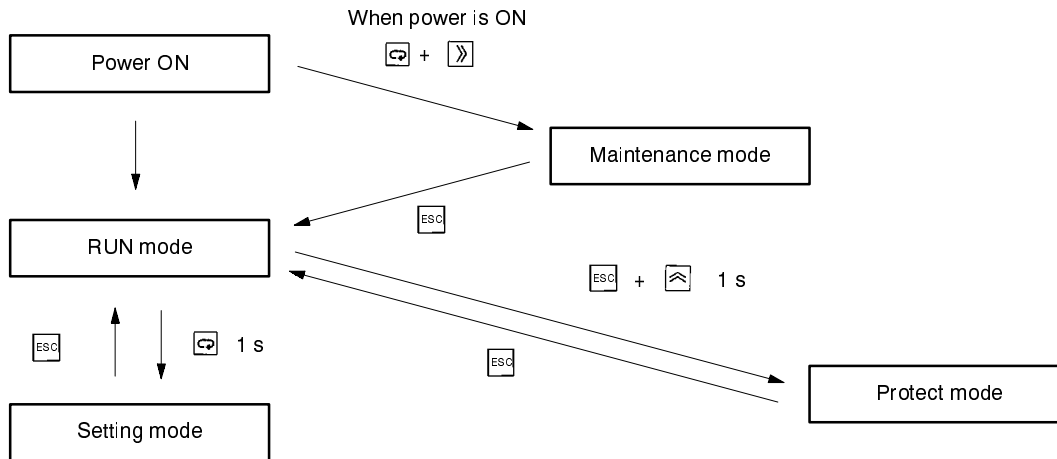 When power is ON
Power ON
+
Maintenance mode
ESC
RUN mode
ESC + 1 s
ESC 1 s
ESC
Protect mode
Setting mode